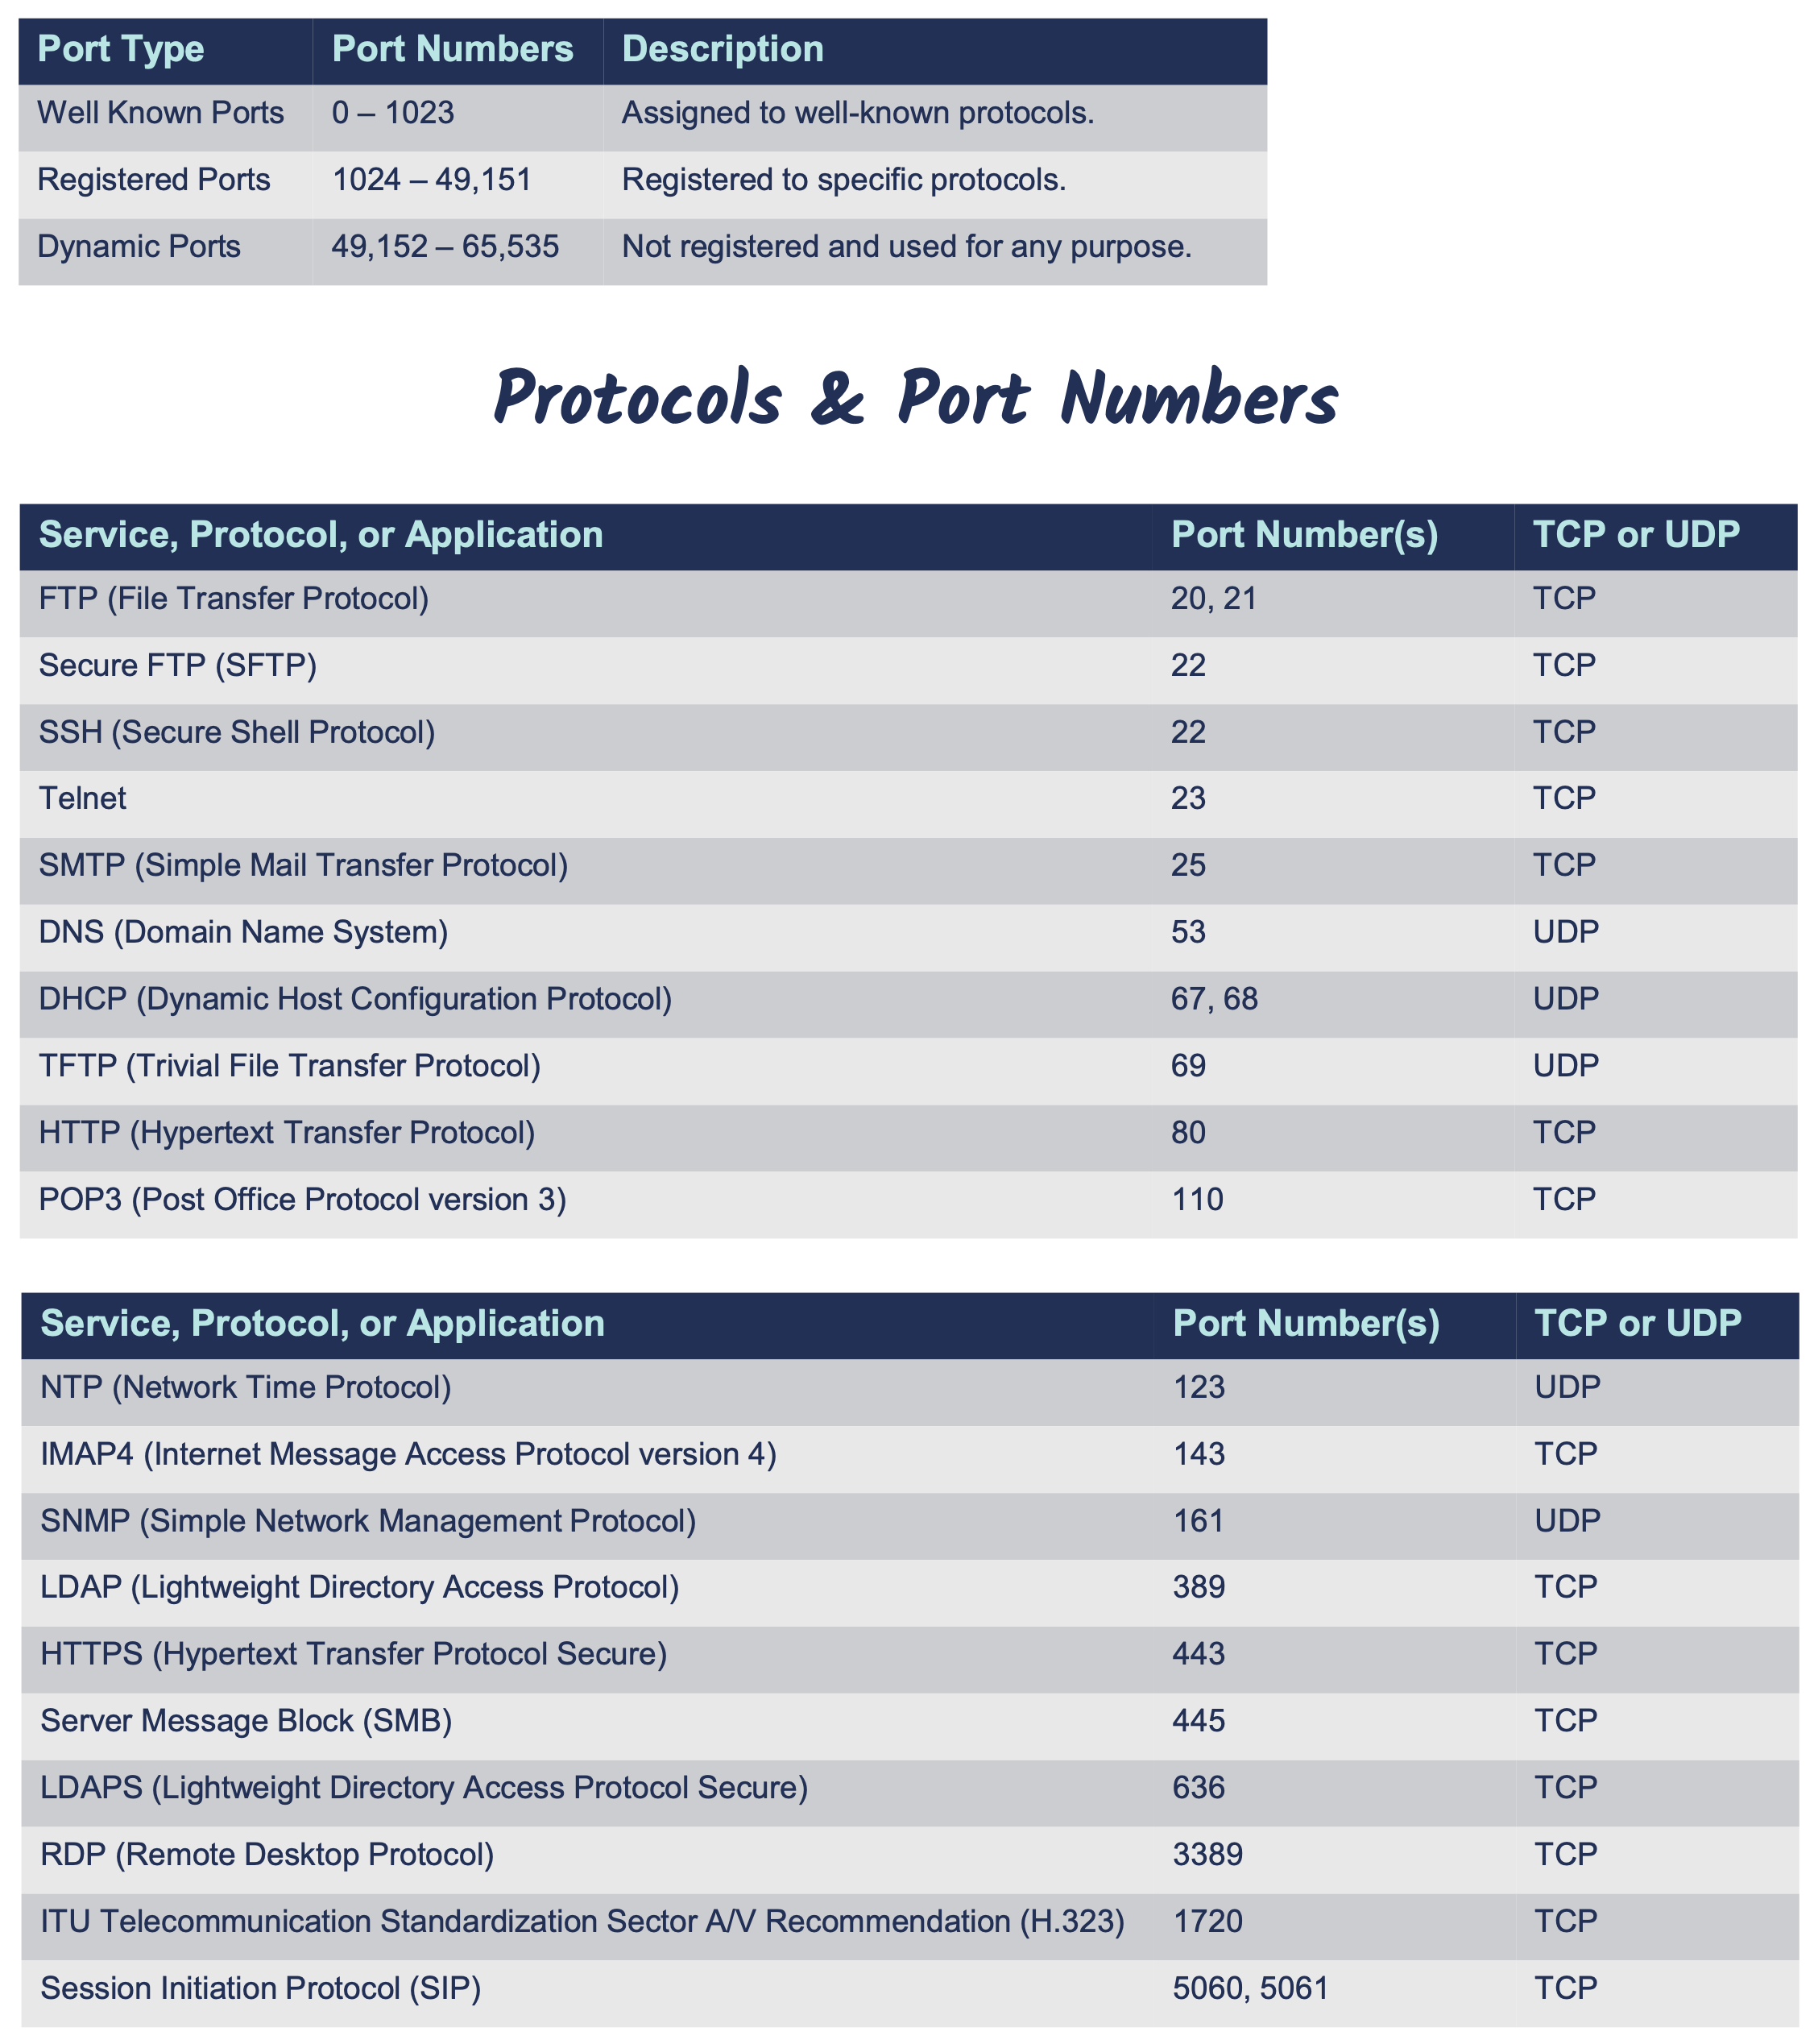 Port Type Port Numbers Description
Well Known Ports 0 – 1023 Assigned to well-known protocols.
Registered Ports 1024 – 49,151 Registered to specific protocols.
Dynamic Ports 49,152 – 65,535 Not registered and used for any purpose.
Protocols & Port Numbers
Service, Protocol, or Application Port Number(s) TCP or UDP
FTP (File Transfer Protocol) 20, 21 TCP
Secure FTP (SFTP) 22 TCP
SSH (Secure Shell Protocol) 22 TCP
Telnet 23 TCP
SMTP (Simple Mail Transfer Protocol) 25 TCP
DNS (Domain Name System) 53 UDP
DHCP (Dynamic Host Configuration Protocol) 67, 68 UDP
TFTP (Trivial File Transfer Protocol) 69 UDP
HTTP (Hypertext Transfer Protocol) 80 TCP
POP3 (Post Office Protocol version 3) 110 TCP
Service, Protocol, or Application Port Number(s) TCP or UDP
NTP (Network Time Protocol) 123 UDP
IMAP4 (Internet Message Access Protocol version 4) 143 TCP
SNMP (Simple Network Management Protocol) 161 UDP
LDAP (Lightweight Directory Access Protocol) 389 TCP
HTTPS (Hypertext Transfer Protocol Secure) 443 TCP
Server Message Block (SMB) 445 TCP
LDAPS (Lightweight Directory Access Protocol Secure) 636 TCP
RDP (Remote Desktop Protocol) 3389 TCP
ITU Telecommunication Standardization Sector A/V Recommendation (H.323) 1720 TCP
Session Initiation Protocol (SIP) 5060, 5061 TCP